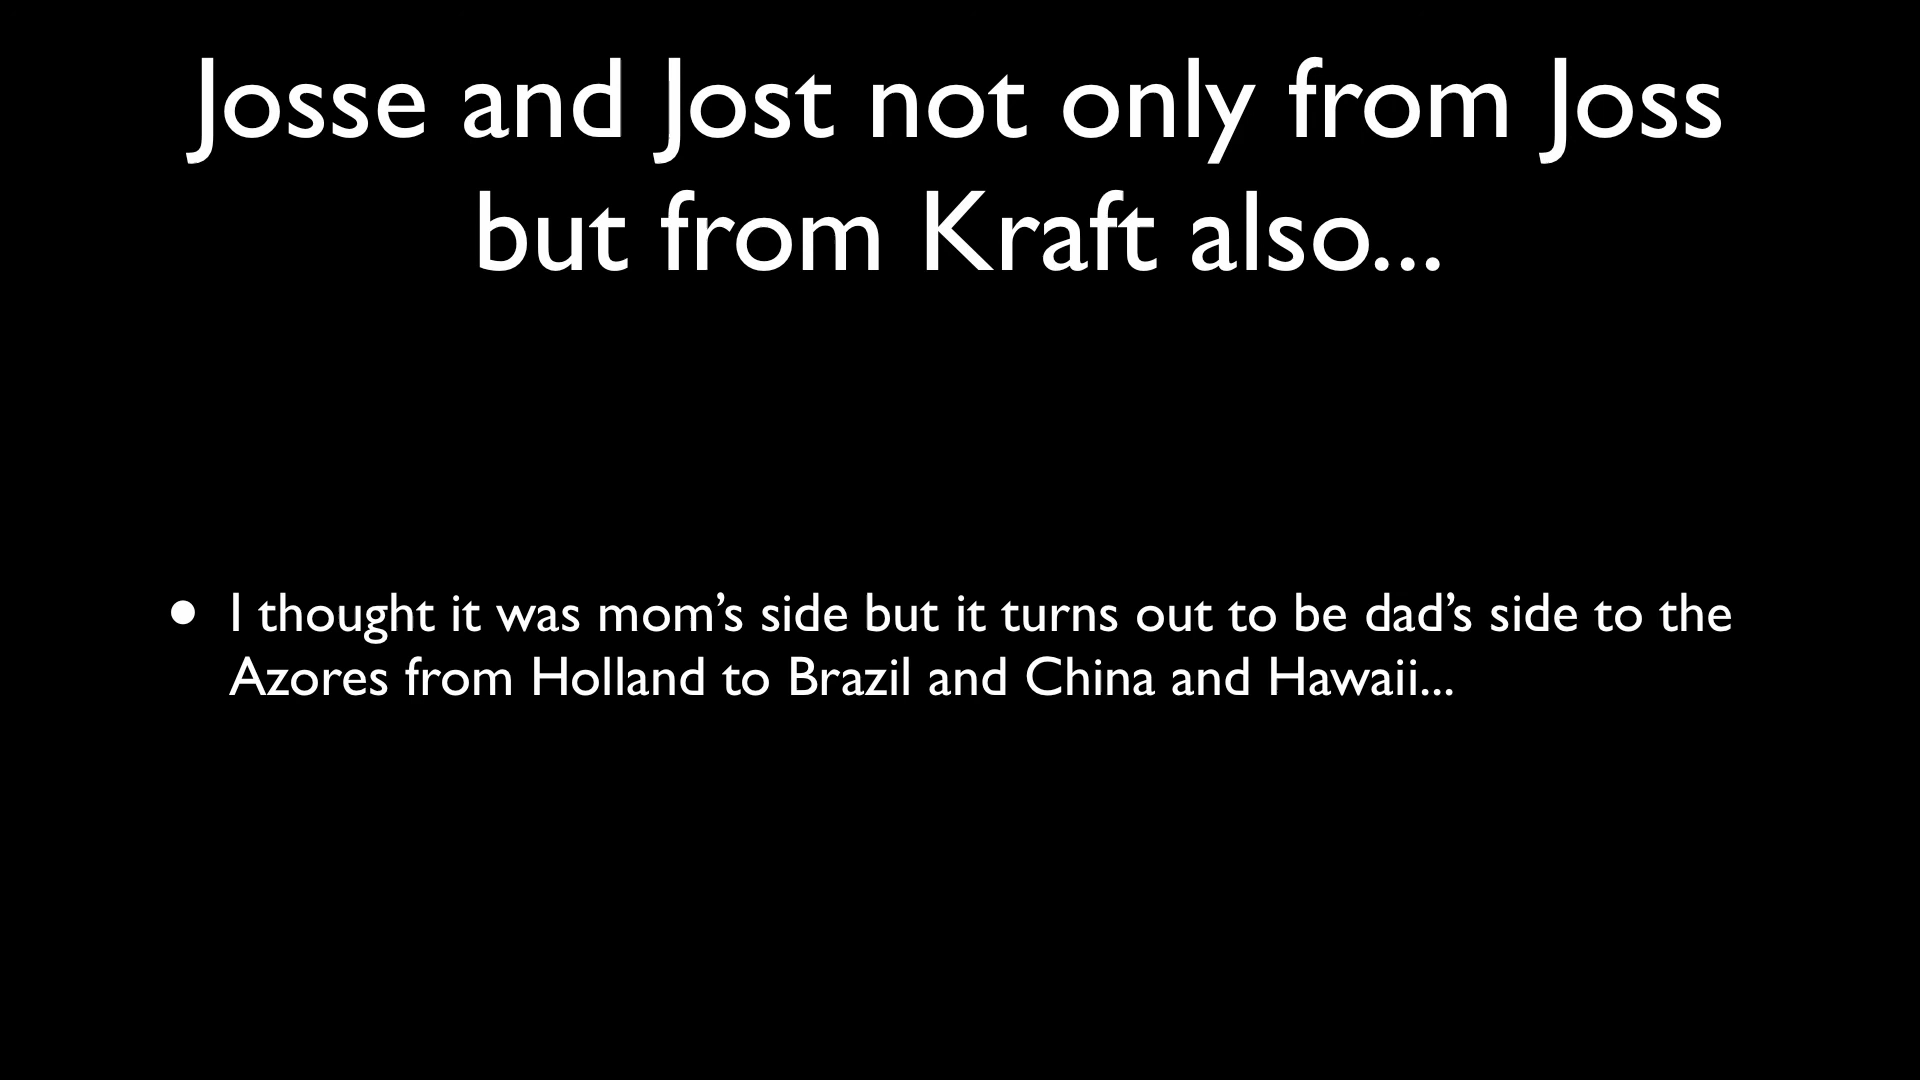 Josse and Jost not only from Joss
but from Kraft also...
• I thought it was mom’s side but it turns out to be dad’s side to the
Azores from Holland to Brazil and China and Hawaii...